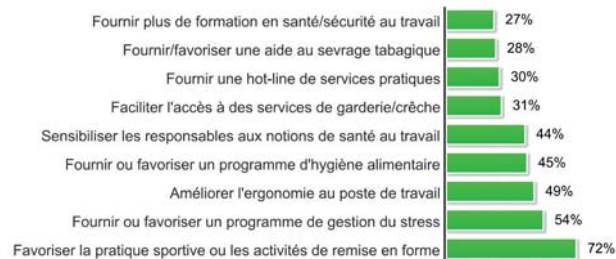 Fournir plus de formation en santé/sécurité au travail 27%
Fournir/favoriser une aide au sevrage tabagique 28%
Fournir une hot-line de services pratiques 30%
Faciliter l'accès à des services de garderie/crêche 31%
Sensibiliser les responsables aux notions de santé au travail 44%
Fournir ou favoriser un programme d'hygiène alimentaire 45%
Améliorer l'ergonomie au poste de travail 49%
Fournir ou favoriser un programme de gestion du stress 54%
Favoriser la pratique sportive ou les activités de remise en forme 72%